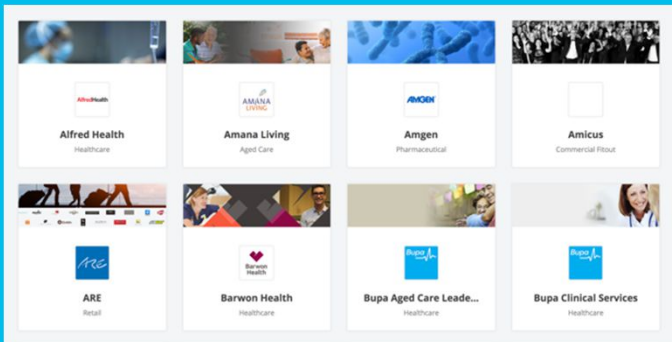 AlfredHealth
Alfred Health
Healthcare
AMANA
LIVING
Amana Living
Aged Care
AMGEN
Amgen
Pharmaceutical
Amicus
Commercial Fitout
ARE
ARE
Retail
Barwon
Health
Barwon Health
Healthcare
Bupa
Bupa Aged Care Leade...
Healthcare
Bupa
Bupa Clinical Services
Healthcare